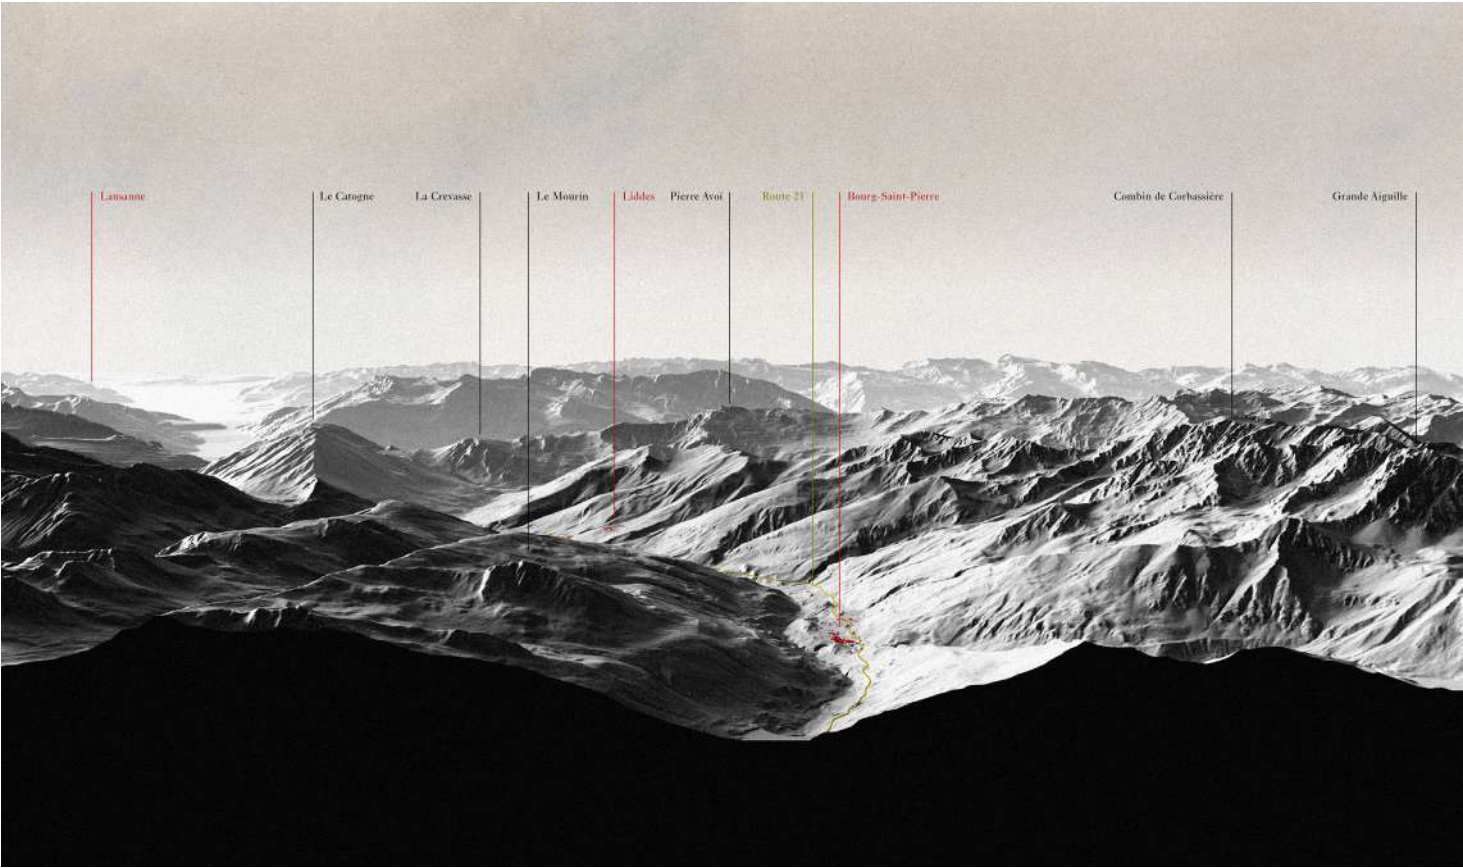 Lausanne
Le Catogne
La Crevasse
Le Mourin
Liddes
Pierre Avoi
Route 21
Bourg-Saint-Pierre
Combin de Corbassière
Grande Aiguille